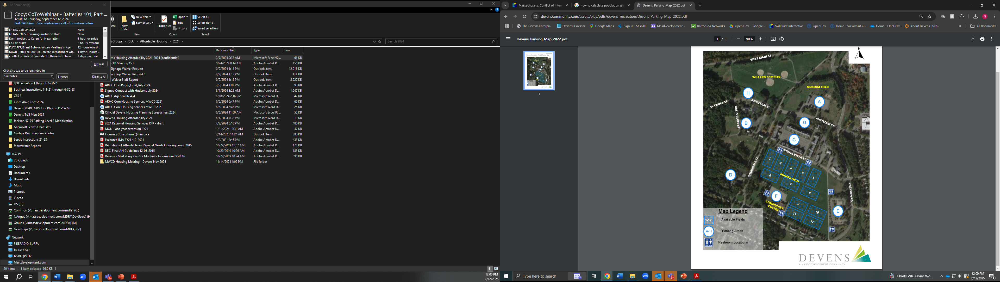 32 Reminder(s)
Copy: GoToWebinar - Batteries 101, Part ...
12:00 PM Thursday, September 12, 2024
GoToWebinar - See conference call information below
LP TAG Call, 2/12/25 Now
LP TAG: 2025 Recurring Invitation Hold Now
Event notices to Karen for Newsletter 1 hour overdue
Call dr burke 3 hours overdue
DJFC RFP/Grant Subcommittee Meeting in Ayer 22 hours overd...
Dawn - Erikk follow-up - create spreadsheet wit... 1 day 21 hours ...
conflict on interst reminder to those who have ... 2 days overdue
Dismiss
Click Snooze to be reminded in:
5 minutes Snooze Dismiss All
ame
New folder
New item
Easy access
New
Properties
Open
Edit
History
Open
Select all
Select none
Invert selection
Select
evGroups > DEC > Affordable Housing > 2024 >
Search 2024
Date modified Type Size
ens Housing Affordability 2021-2024 (confidential) 2/7/2025 9:37 AM Microsoft Excel 97... 66 KB
Off Meeting Oct 10/4/2024 8:14 AM Adobe Acrobat D... 456 KB
Signage Waiver Request 9/9/2024 1:13 PM Outlook Item 12,013 KB
Signage Waiver Request 1 9/9/2024 1:12 PM Outlook Item 414 KB
Waiver Staff Report 9/9/2024 1:12 PM Outlook Item 2,927 KB
ARHC One-Pager_Final_July 2024 9/9/2024 1:07 PM Adobe Acrobat D... 90 KB
Signed Contract with Hudson July 2024 8/1/2024 8:23 AM Adobe Acrobat D... 1,947 KB
ARHC Agenda 060424 6/18/2024 2:16 PM Microsoft Word D... 47 KB
ARHC Core Housing Services MWCD 2021 6/6/2024 5:47 PM Adobe Acrobat D... 66 KB
ARHC Core Housing Services MWCD 2021 6/6/2024 5:46 PM Microsoft Word D... 25 KB
Official Devens Housing Planning Spreadsheet 2024 6/6/2024 11:00 AM Microsoft Excel 97... 50 KB
Devens Housing Affordability 2024 6/4/2024 4:32 PM Microsoft Word D... 13 KB
2024 Regional Housing Services RFP - draft 4/3/2024 5:10 PM Adobe Acrobat D... 480 KB
MOU - one year extension FY24 1/31/2024 10:30 AM Adobe Acrobat D... 47 KB
Housing Consortium Q4 invoice 7/14/2023 11:24 AM Outlook Item 380 KB
Executed IMA FY21 4-2-2021 4/2/2021 3:46 PM Adobe Acrobat D... 438 KB
Definition of Affordable and Special Needs Housing count 2015 10/29/2019 11:57 AM Adobe Acrobat D... 178 KB
DEC_Final AH Guidelines 12-01-2015 10/29/2019 10:26 AM Adobe Acrobat D... 183 KB
Devens - Marketing Plan for Moderate Income unit 9.20.16 10/29/2019 10:24 AM Adobe Acrobat D... 596 KB
MWCD Housing Meeting - Devens Nov 2024 11/14/2024 1:02 PM File folder
BOH emails 7-1 through 6-30-23
Business Inspections 7-1-21 through 6-30-23
CFS 3
Cities Alive Conf 2024
Devens MRPC NBS Tour Photos 11-19-24
Devens Trail Map 2024
Jackson 57-75 Parking Level 2 Modification
Microsoft Teams Chat Files
Nashua Documentary Photos
Septic Inspections 21-23
Stormwater Reports
This PC
3D Objects
Desktop
Documents
Downloads
Music
Pictures
Videos
OS (C:)
Common (\\massdevelopment.com\mdfa) (G:)
NAngus (\\massdevelopment.com\MDFA\DevUsers) (H
Groups (\\massdevelopment.com\MDFA) (N:)
NewsClips (\\massdevelopment.com\MDFA) (R:)
Network
FIRERADIO-SURFA
JB-4YQ2SV3
JV-DFQPKH2
Massdevelopment.com
20 items 1 item selected 66.0 KB
12:00 PM
2/12/2025
Massachusetts Conflict of Inter
how to calculate population gr
Devens_Parking_Map_2022.pdf
devenscommunity.com/assets/play/pdfs/devens-recreation/Devens_Parking_Map_2022.pdf
N
The Devens Enterpri...
Devens Assessor
Google Maps
Sign in - SKYSITE
MassDevelopment...
Barracuda Networks
Open Gov - Google...
SkillBurst Interactive
OpenGov
Home - ViewPoint C...
Home - OneDrive
About Devens | Sch...
All Bookmarks
Devens_Parking_Map_2022.pdf
1 / 1
90%
1
N
WEST MAIN ST
WILLARD COMPLEX
MUSEUM FIELD
H
A
EL CANEY ST
ANTIETAM ST
BALLS BLUFF ST
B
G
ANTIETAM ST
C
BUENA VISTA ST
1
2
3
4
5
SHERMAN AVE
D
6
ROGERS FIELD
7
8
JACKSON RD
F
COMMUNITY CENTER
9
10
11
12
E
Map Legend
1-12 Available Fields
A-H Parking Areas
Restroom Locations
DEVENS
A MASSDEVELOPMENT COMMUNITY
Type here to search
Chiefs WR Xavier Wo...
12:00 PM
2/12/2025